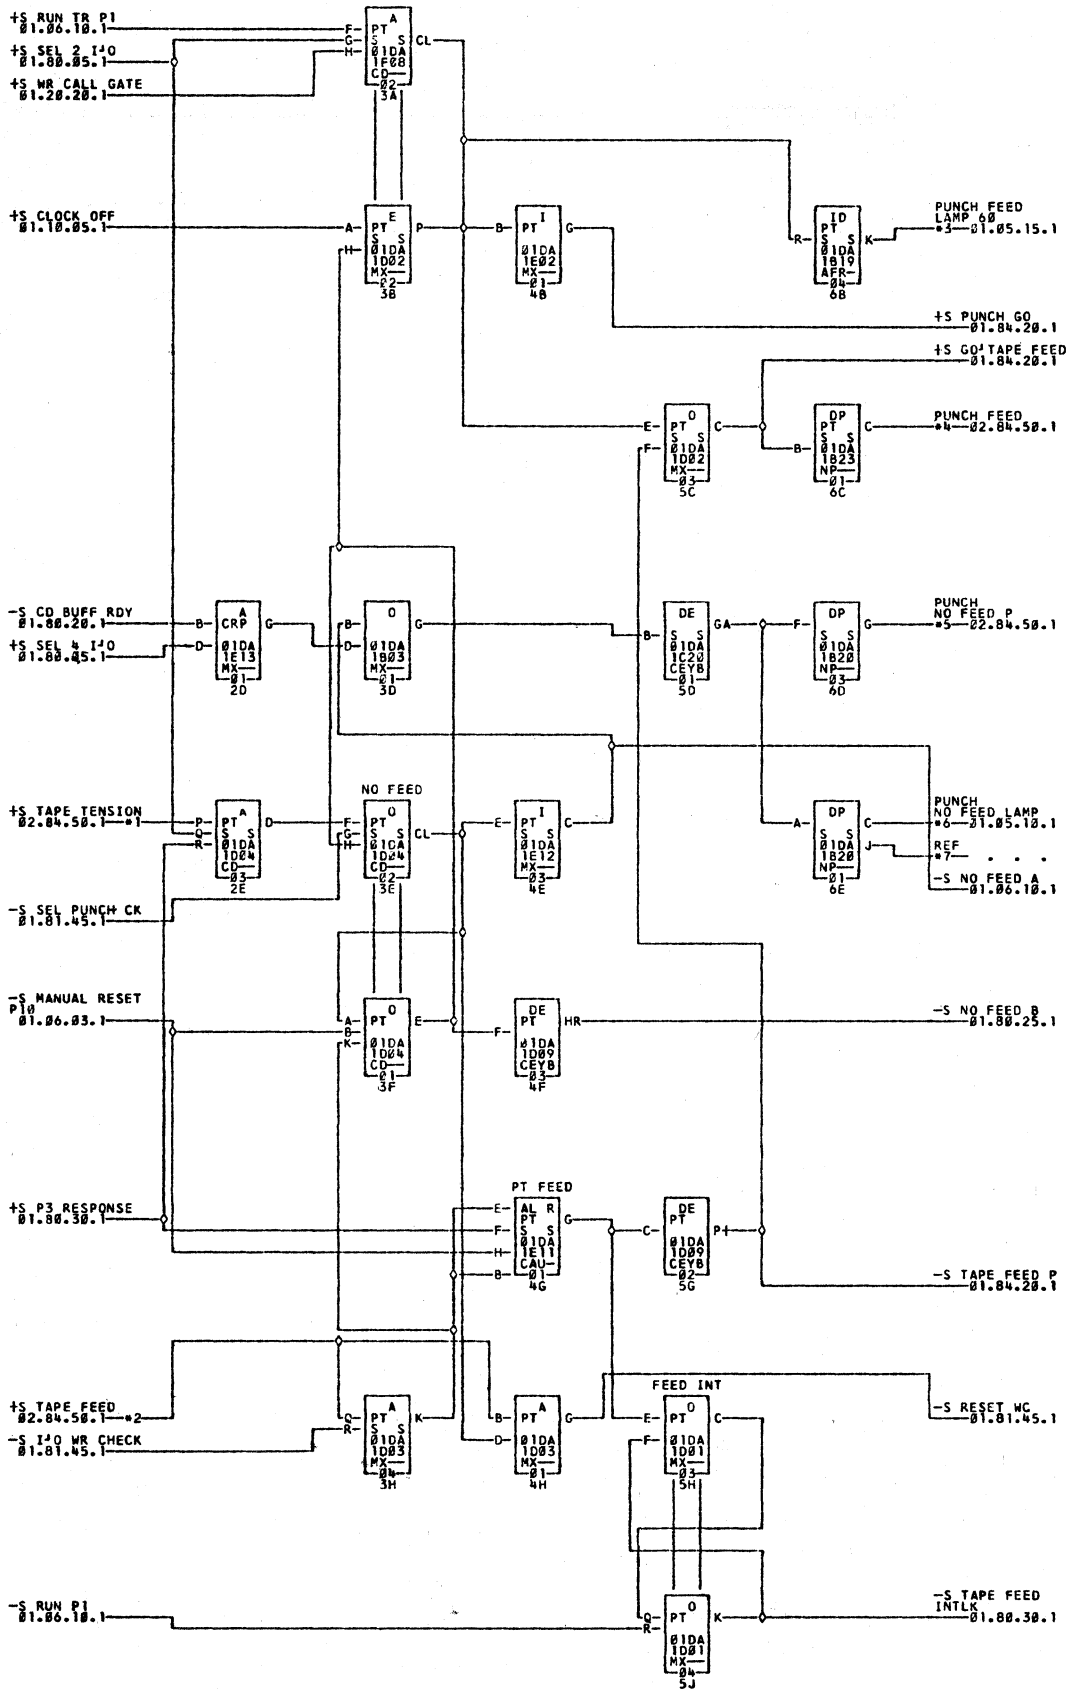 +S RUN TR P1
01.06.10.1
+S SEL 2 I'O
01.80.05.1
+S WR CALL GATE
01.20.20.1
F
G
H
A
PT
S S
01DA
1F08
CD
02
3A
CL
+S CLOCK OFF
01.10.05.1
A
H
E
PT
S S
01DA
1D02
MX
02
3B
P
B
I
PT
01DA
1E02
MX
01
4B
G
R
ID
PT
S S
01DA
1B19
AFR-
04
6B
K
PUNCH FEED
LAMP 60
*3 01.05.15.1
+S PUNCH GO
01.84.20.1
+S GO'TAPE FEED
01.84.20.1
E
F
O
PT
S S
01DA
1D02
MX
03
5C
C
B
DP
PT
S S
01DA
1B23
NP
01
6C
C
PUNCH FEED
*4 02.84.50.1
-S CD BUFF RDY
01.80.20.1
+S SEL 4 I'O
01.80.05.1
B
D
A
CRP
01DA
1E13
MX
01
2D
G
B
D
O
01DA
1B03
MX
01
3D
G
B
DE
S S
01DA
1C20
CEYB
01
5D
GA
F
DP
S S
01DA
1B20
NP
03
6D
G
PUNCH
NO FEED P
*5 02.84.50.1
+S TAPE TENSION
02.84.50.1 *1
P
Q
R
A
PT
S S
01DA
1D04
CD
03
2E
D
NO FEED
F
G
H
O
PT
S S
01DA
1D04
CD
02
3E
CL
E
I
PT
01DA
1E12
MX
03
4E
C
A
DP
S S
01DA
1B20
NP
01
6E
C
J
PUNCH
NO FEED LAMP
*6 01.05.10.1
REF
*7 . . .
-S NO FEED A
01.06.10.1
-S SEL PUNCH CK
01.81.45.1
-S MANUAL RESET
P10
01.06.03.1
A
B
K
O
PT
01DA
1D04
CD
01
3F
E
F
DE
PT
01DA
1D09
CEYB
03
4F
HR
-S NO FEED B
01.80.25.1
+S P3 RESPONSE
01.80.30.1
PT FEED
E
F
H
B
AL R
PT
S S
01DA
1E11
CAU-
01
4G
G
C
DE
PT
01DA
1D09
CEYB
02
5G
P+
-S TAPE FEED P
01.84.20.1
+S TAPE FEED
02.84.50.1 *2
-S I'O WR CHECK
01.81.45.1
Q
R
A
PT
S S
01DA
1D03
MX
04
3H
K
B
D
A
PT
01DA
1D03
MX
01
4H
G
FEED INT
E
F
O
PT
01DA
1D01
MX
03
5H
C
-S RESET WC
01.81.45.1
-S RUN P1
01.06.10.1
Q
R
O
PT
01DA
1D01
MX
04
5J
K
-S TAPE FEED
INTLK
01.80.30.1